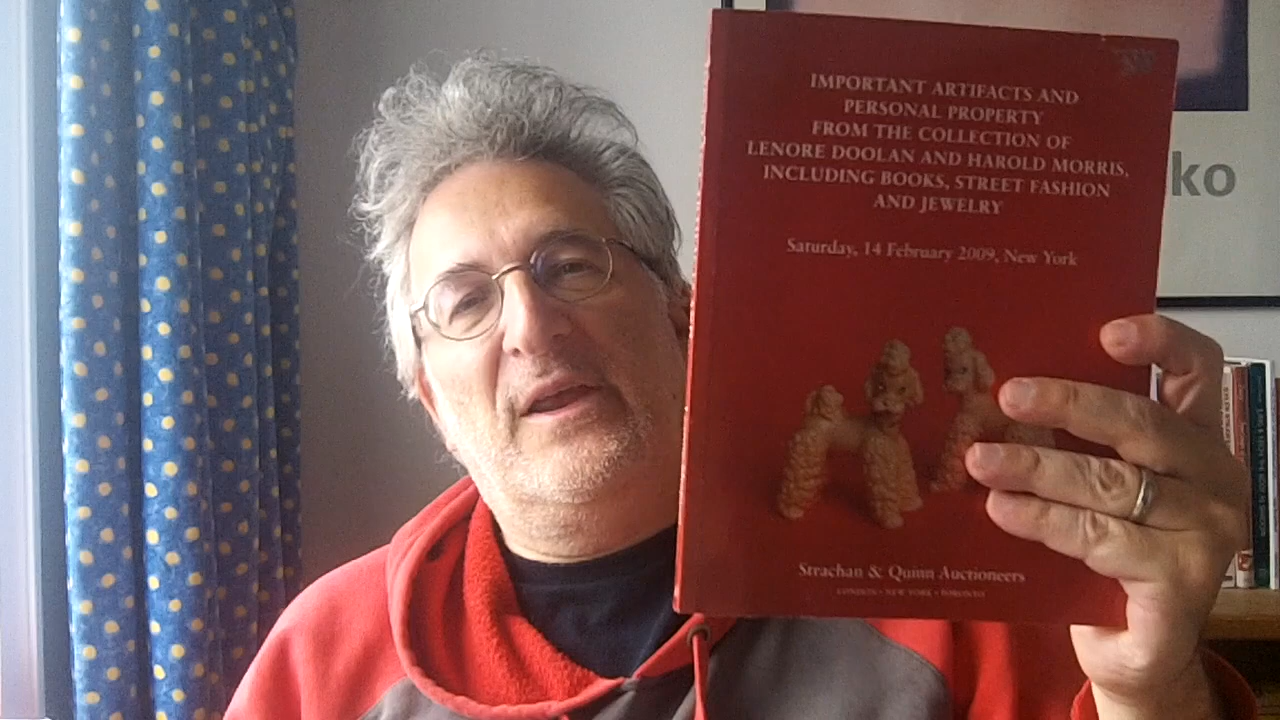 IMPORTANT ARTIFACTS AND
PERSONAL PROPERTY
FROM THE COLLECTION OF
LENORE DOOLAN AND HAROLD MORRIS,
INCLUDING BOOKS, STREET FASHION
AND JEWELRY
Saturday, 14 February 2009, New York
Strachan & Quinn Auctioneers
LONDON • NEW YORK • TORONTO
ko